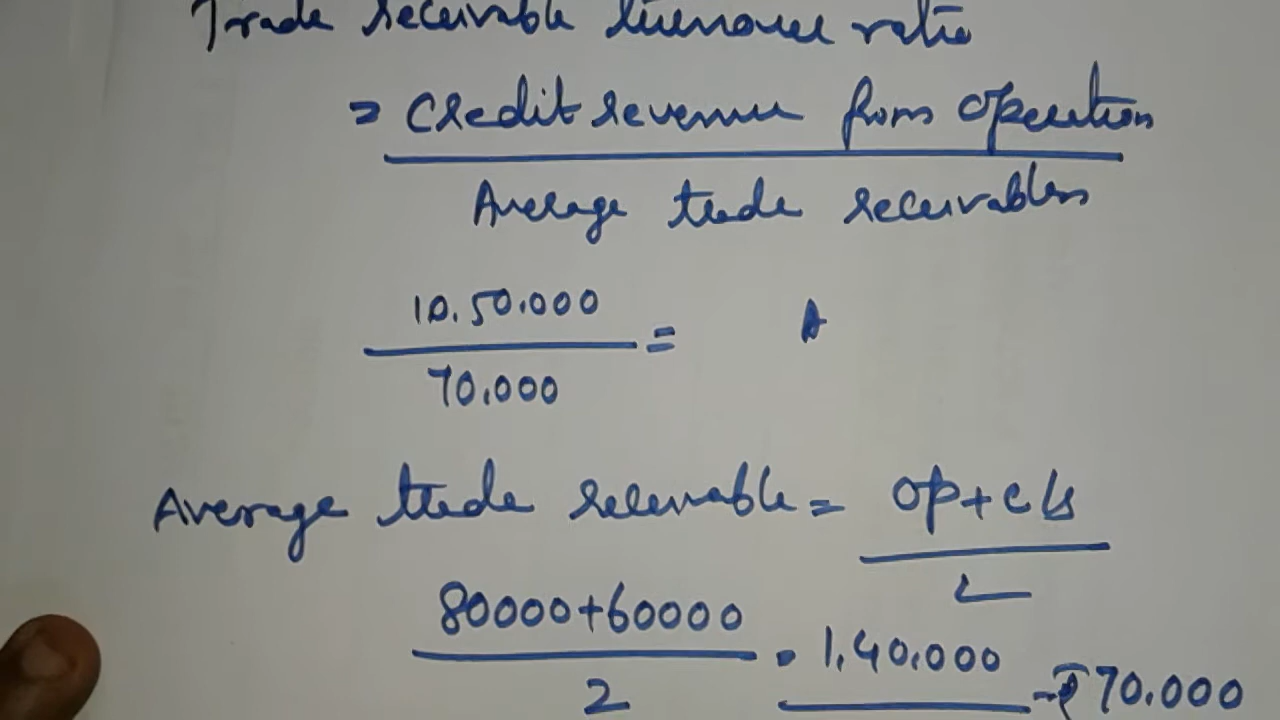 Trade receivable turnover ratio
= Credit revenue from operation
Average trade receivables
10.50.000
70.000
=
Average trade receivable = op + cls
2
80000+60000
2
1,40,000
₹70.000